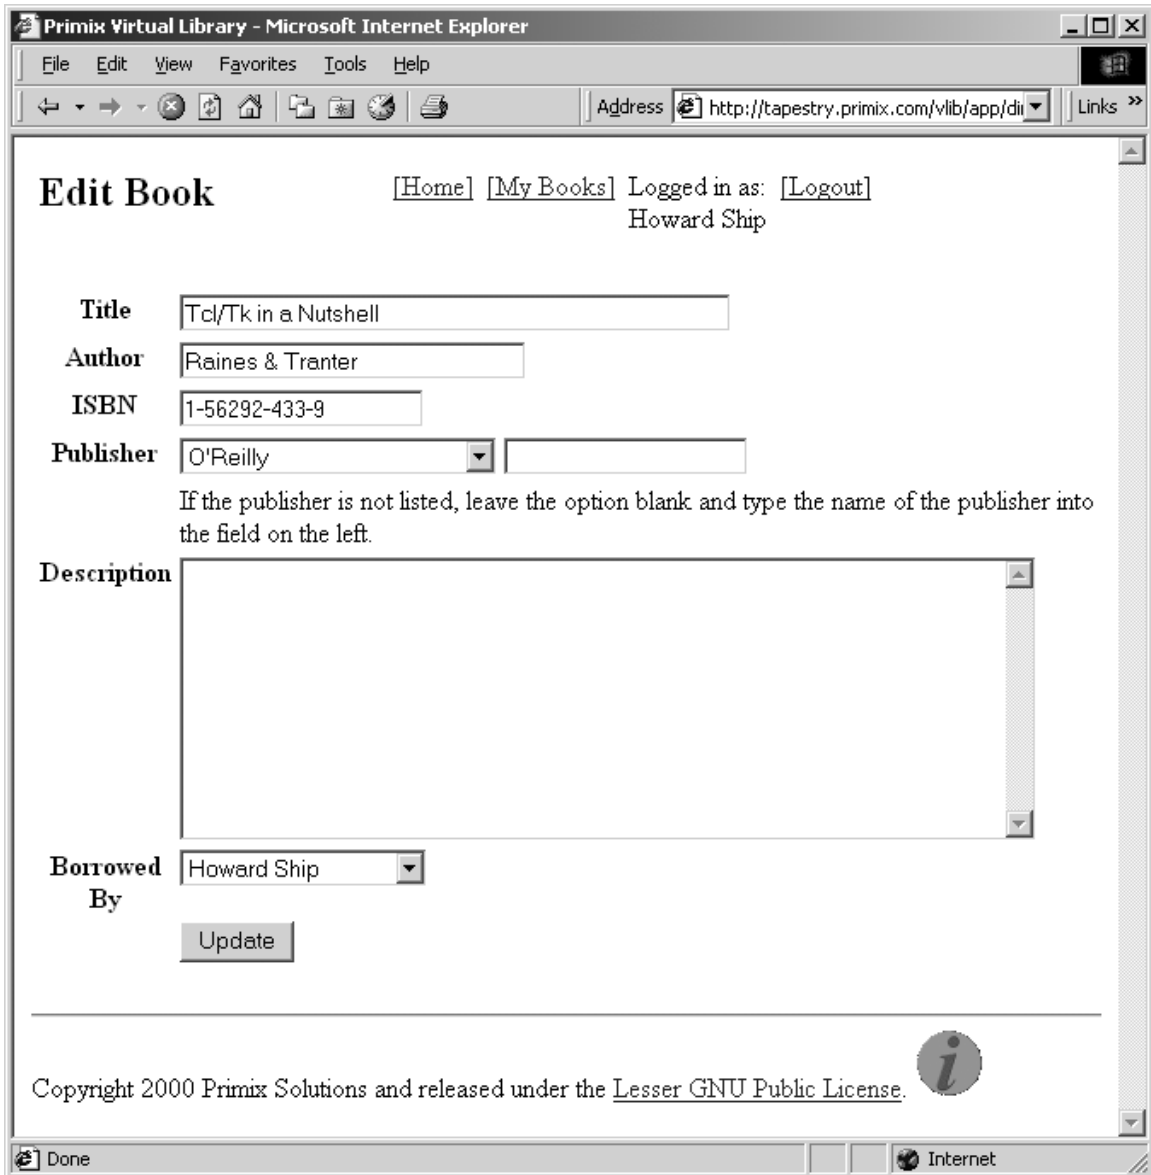 Primix Virtual Library - Microsoft Internet Explorer
File Edit View Favorites Tools Help
Address http://tapestry.primix.com/vlib/app/di Links »
Edit Book [Home] [My Books] Logged in as: [Logout]
Howard Ship
Title Tcl/Tk in a Nutshell
Author Raines & Tranter
ISBN 1-56292-433-9
Publisher O'Reilly
If the publisher is not listed, leave the option blank and type the name of the publisher into
the field on the left.
Description
Borrowed Howard Ship
By
Update
Copyright 2000 Primix Solutions and released under the Lesser GNU Public License. i
Done Internet